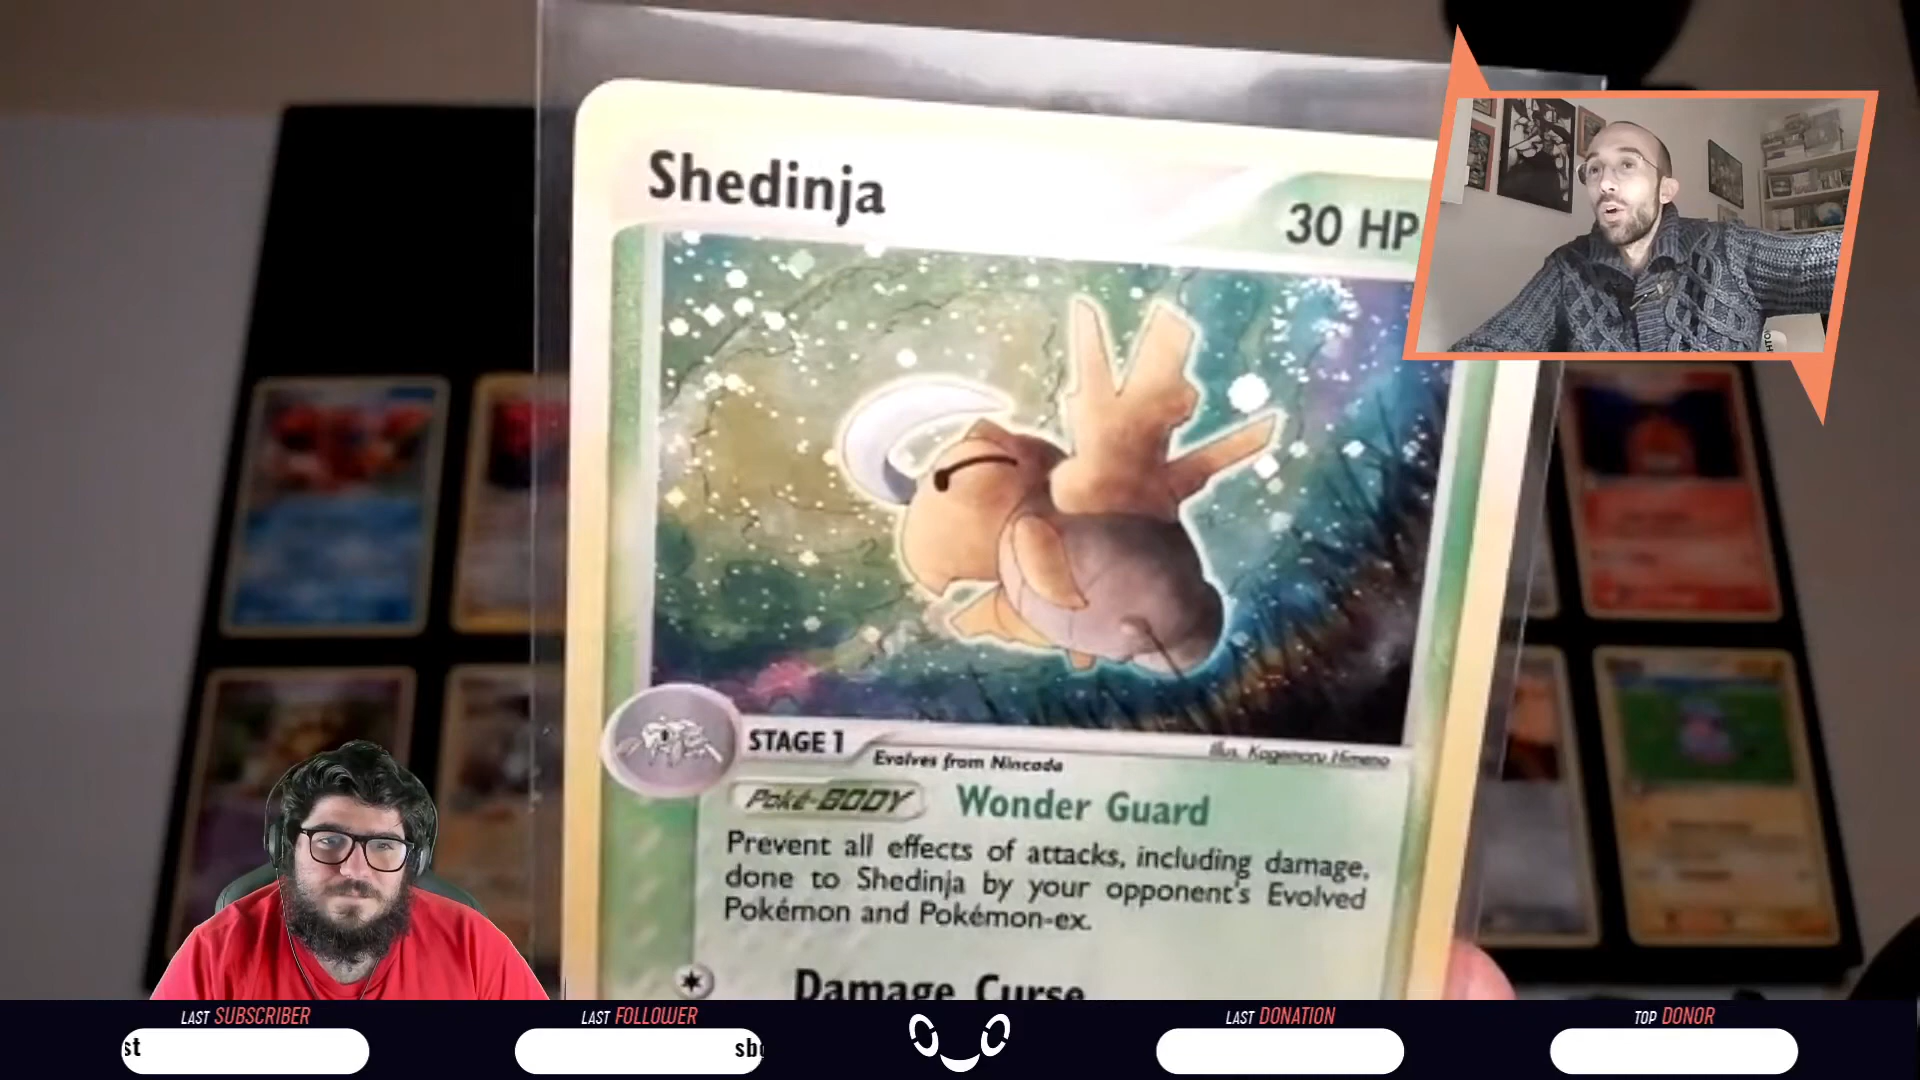 Shedinja
30 HP
STAGE 1
Evolves from Nincada
Illus. Kagemaru Himeno
Poké-BODY Wonder Guard
Prevent all effects of attacks, including damage,
done to Shedinja by your opponent's Evolved
Pokémon and Pokémon-ex.
Damage Curse
LAST SUBSCRIBER
st
LAST FOLLOWER
sb
LAST DONATION
TOP DONOR